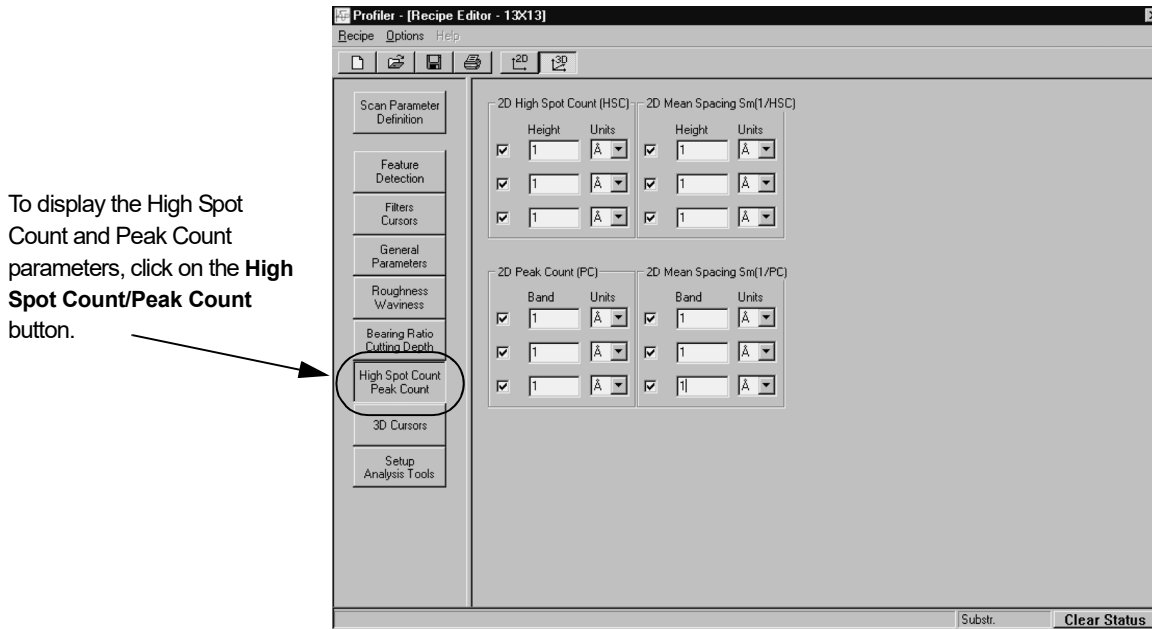 Profiler - [Recipe Editor - 13X13]
Recipe Options Help
2D 3D
To display the High Spot
Count and Peak Count
parameters, click on the High
Spot Count/Peak Count
button.
Scan Parameter
Definition
Feature
Detection
Filters
Cursors
General
Parameters
Roughness
Waviness
Bearing Ratio
Cutting Depth
High Spot Count
Peak Count
3D Cursors
Setup
Analysis Tools
2D High Spot Count (HSC) 2D Mean Spacing Sm(1/HSC)
Height Units Height Units
1 Å 1 Å
1 Å 1 Å
1 Å 1 Å
2D Peak Count (PC) 2D Mean Spacing Sm(1/PC)
Band Units Band Units
1 Å 1 Å
1 Å 1 Å
1 Å 1 Å
Substr. Clear Status